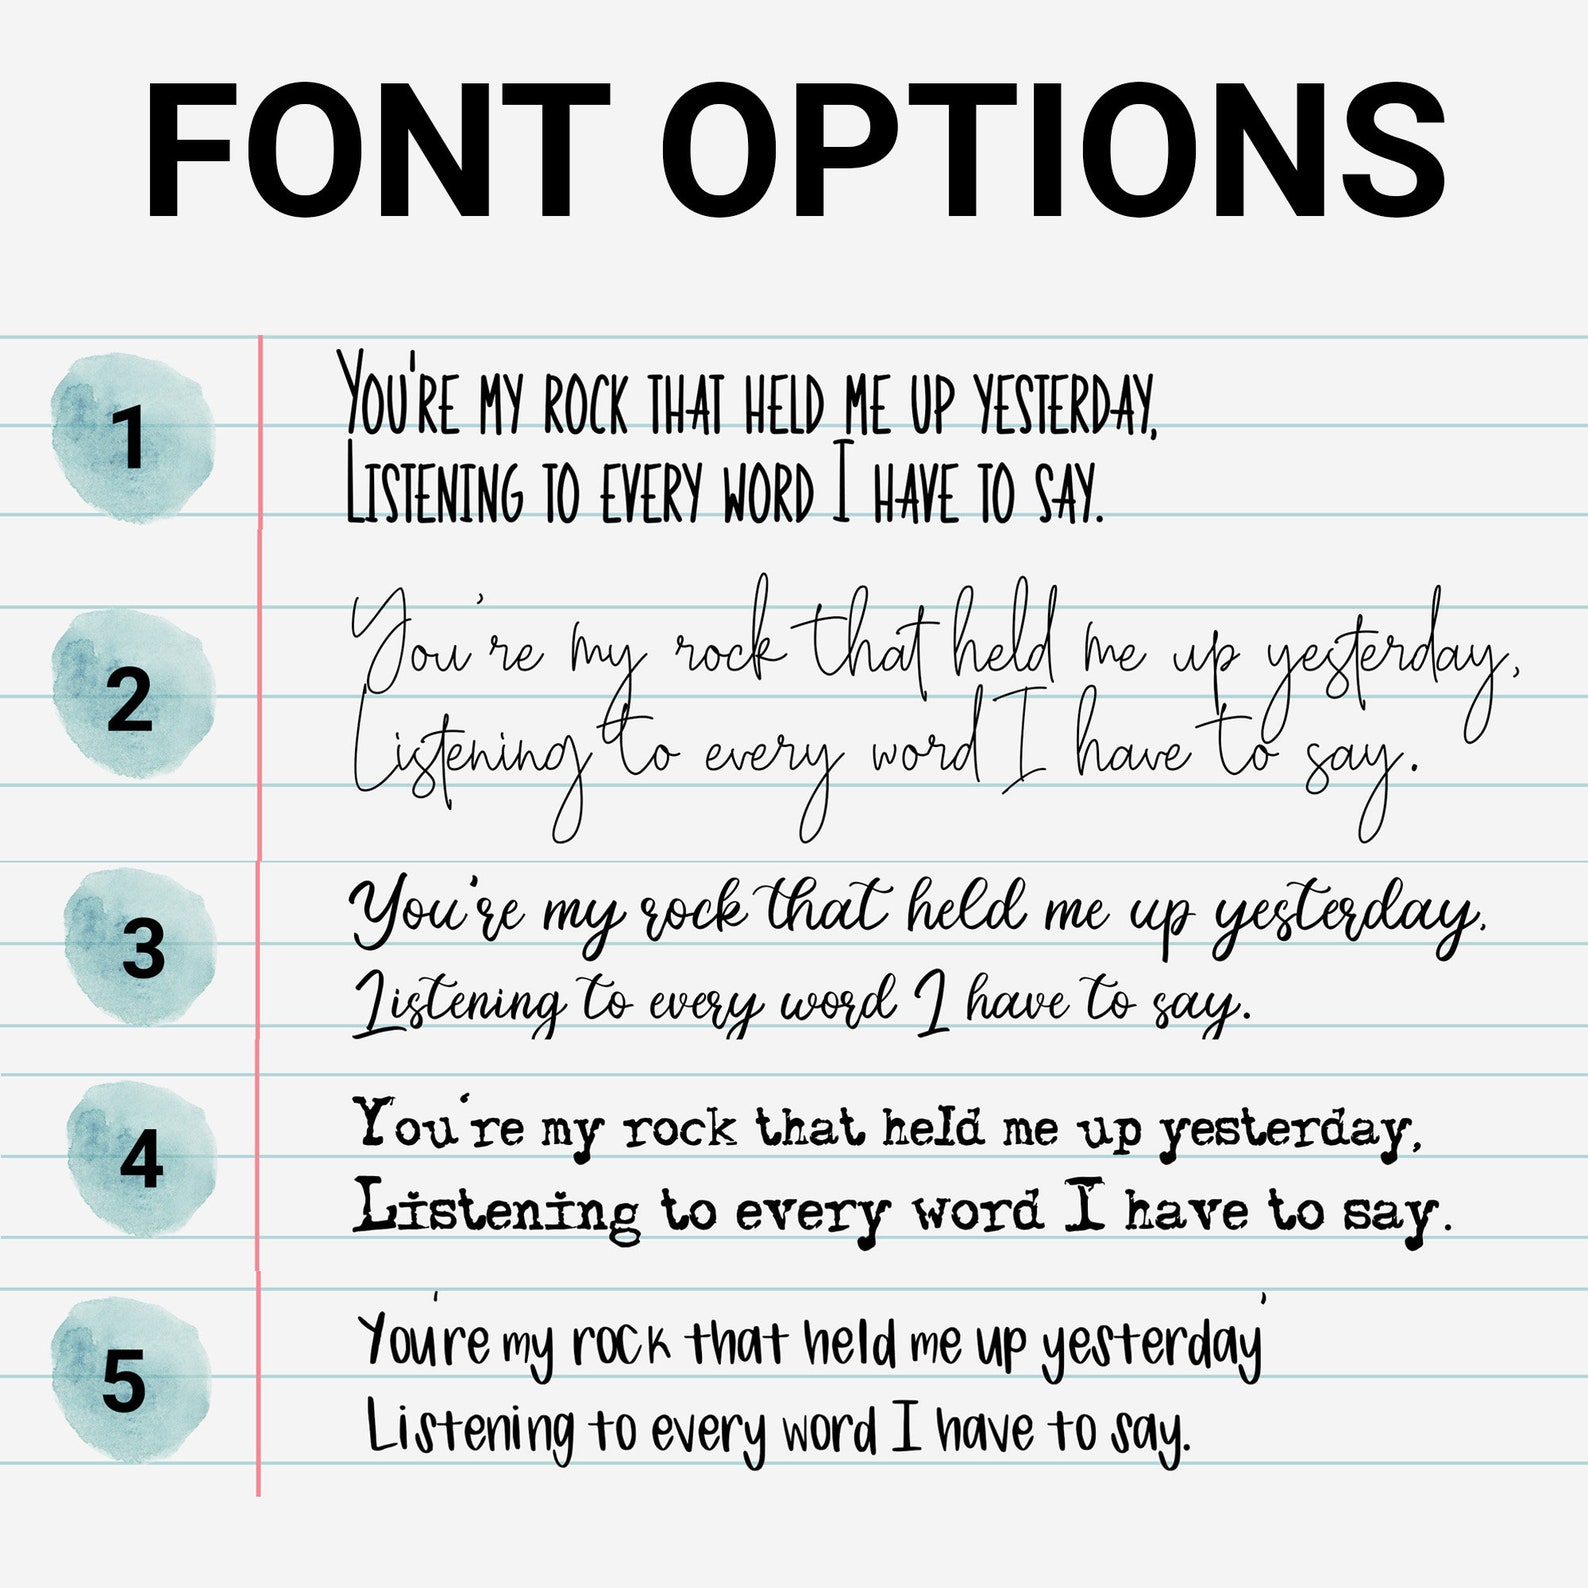 FONT OPTIONS
1
You're my rock that held me up yesterday,
Listening to every word I have to say.
2
You're my rock that held me up yesterday,
Listening to every word I have to say.
3
You're my rock that held me up yesterday,
Listening to every word I have to say.
4
You're my rock that held me up yesterday,
Listening to every word I have to say.
5
You're my rock that held me up yesterday'
Listening to every word I have to say.